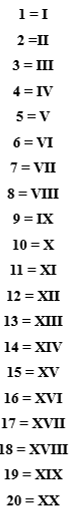 1 = I
2 =II
3 = III
4 = IV
5 = V
6 = VI
7 = VII
8 = VIII
9 = IX
10 = X
11 = XI
12 = XII
13 = XIII
14 = XIV
15 = XV
16 = XVI
17 = XVII
18 = XVIII
19 = XIX
20 = XX